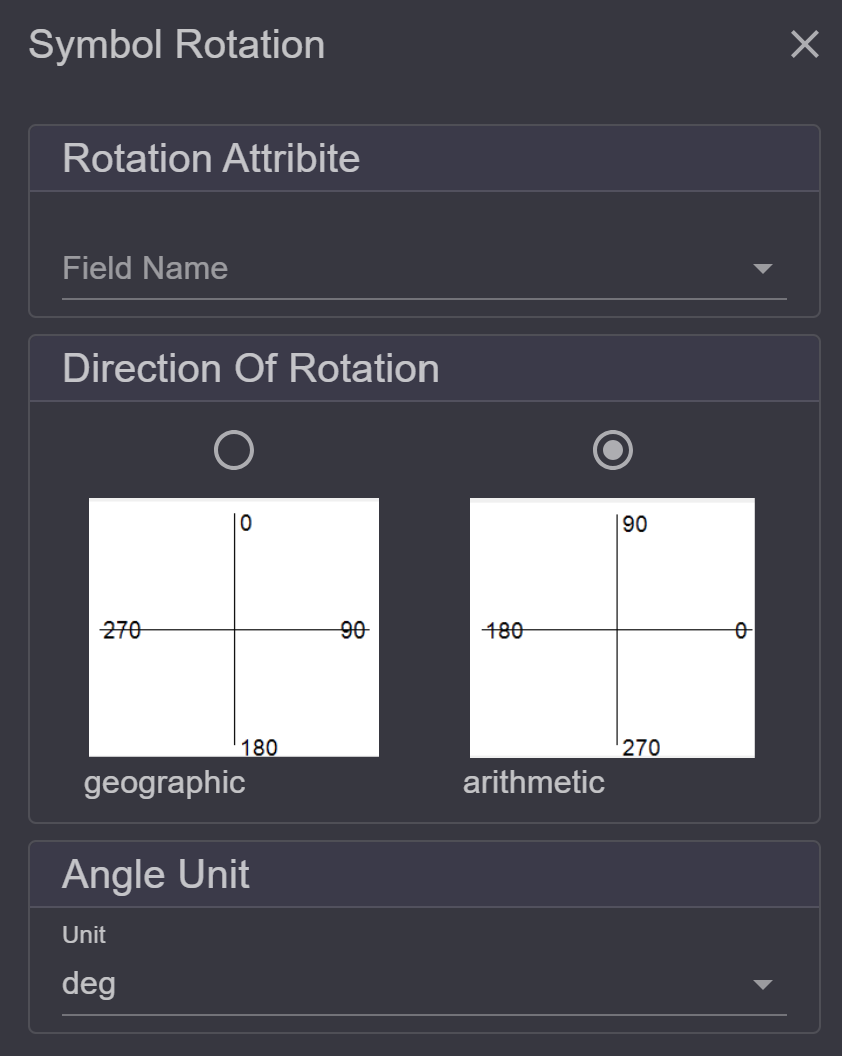 Symbol Rotation
Rotation Attribite
Field Name
Direction Of Rotation
0
270
90
180
geographic
90
180
0
270
arithmetic
Angle Unit
Unit
deg